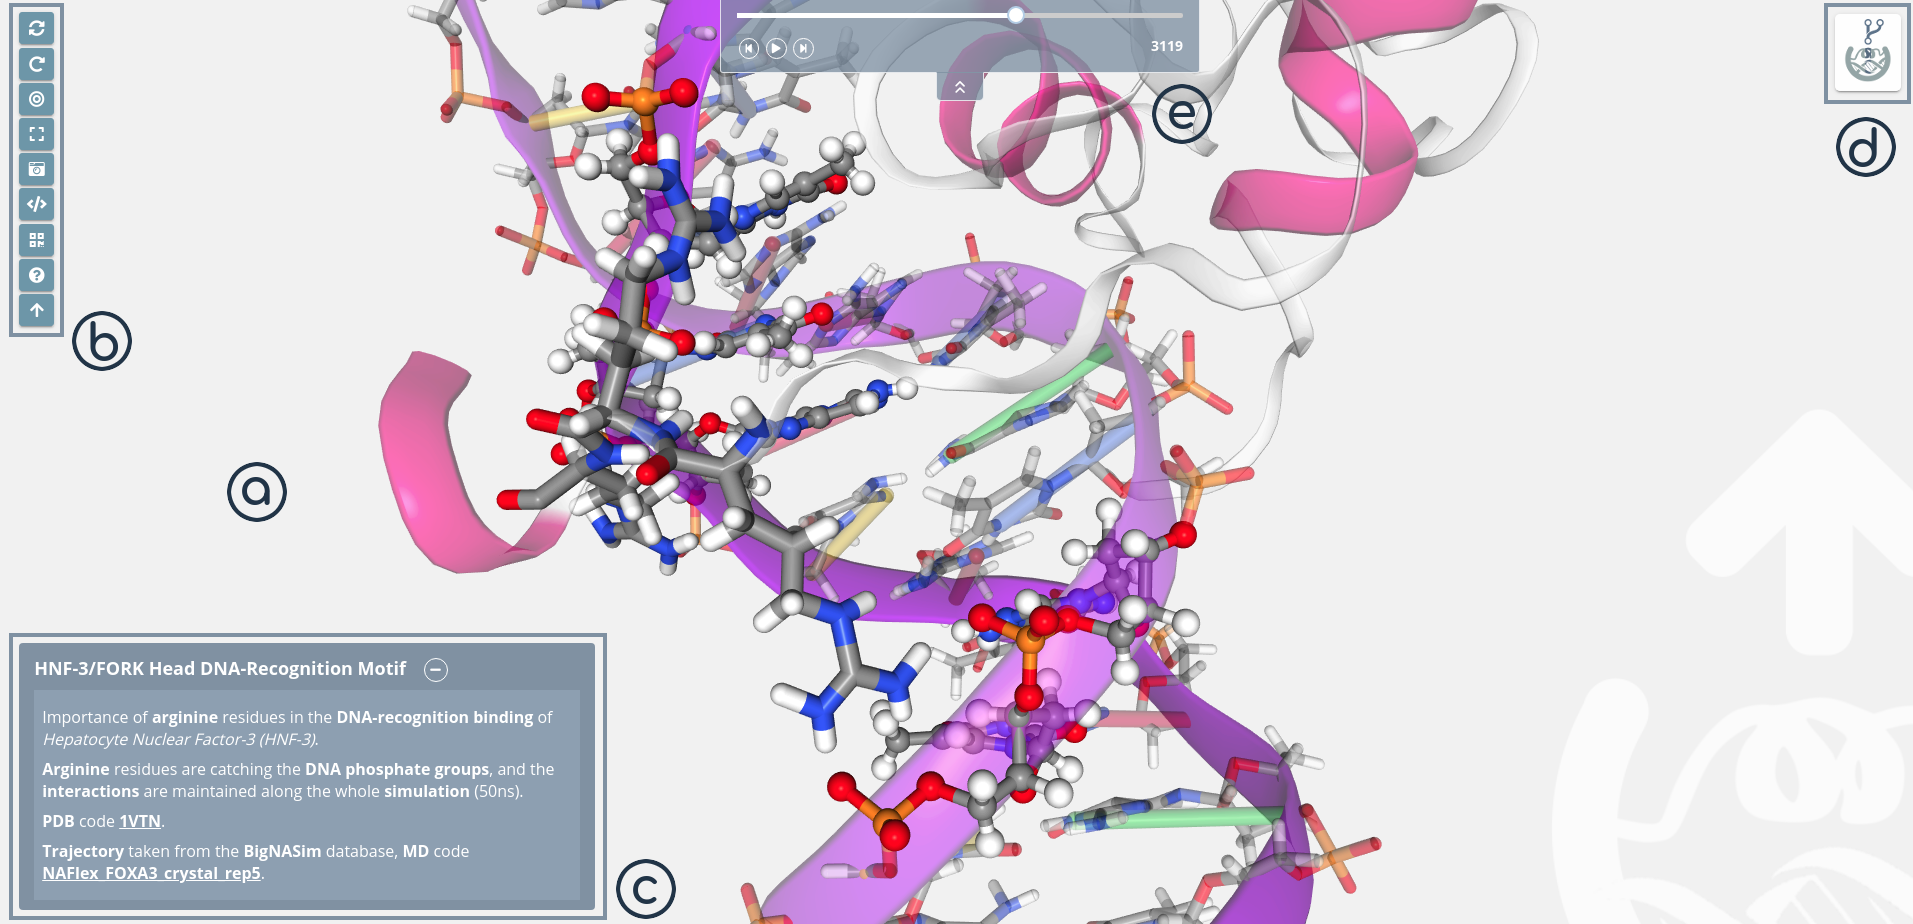 3119
e
d
b
a
HNF-3/FORK Head DNA-Recognition Motif
Importance of arginine residues in the DNA-recognition binding of
Hepatocyte Nuclear Factor-3 (HNF-3).
Arginine residues are catching the DNA phosphate groups, and the
interactions are maintained along the whole simulation (50ns).
PDB code 1VTN.
Trajectory taken from the BigNASim database, MD code
NAFlex_FOXA3_crystal_rep5.
c